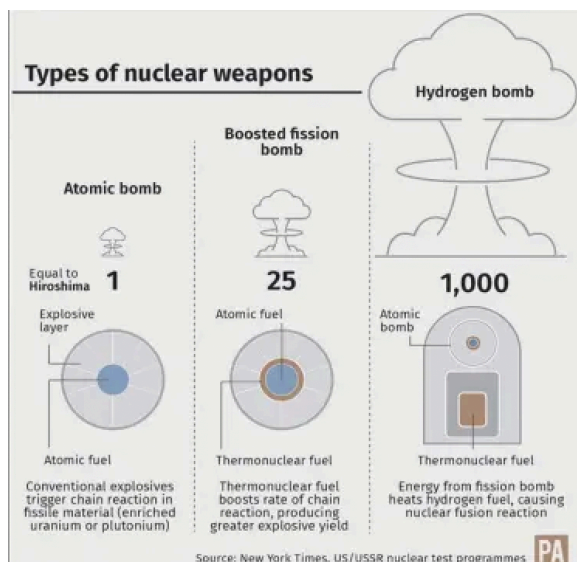 Types of nuclear weapons
Hydrogen bomb
Boosted fission
bomb
Atomic bomb
Equal to
Hiroshima 1
25
1,000
Explosive
layer
Atomic fuel
Atomic
bomb
Atomic fuel
Thermonuclear fuel
Thermonuclear fuel
Conventional explosives
trigger chain reaction in
fissile material (enriched
uranium or plutonium)
Thermonuclear fuel
boosts rate of chain
reaction, producing
greater explosive yield
Energy from fission bomb
heats hydrogen fuel, causing
nuclear fusion reaction
Source: New York Times, US/USSR nuclear test programmes
PA